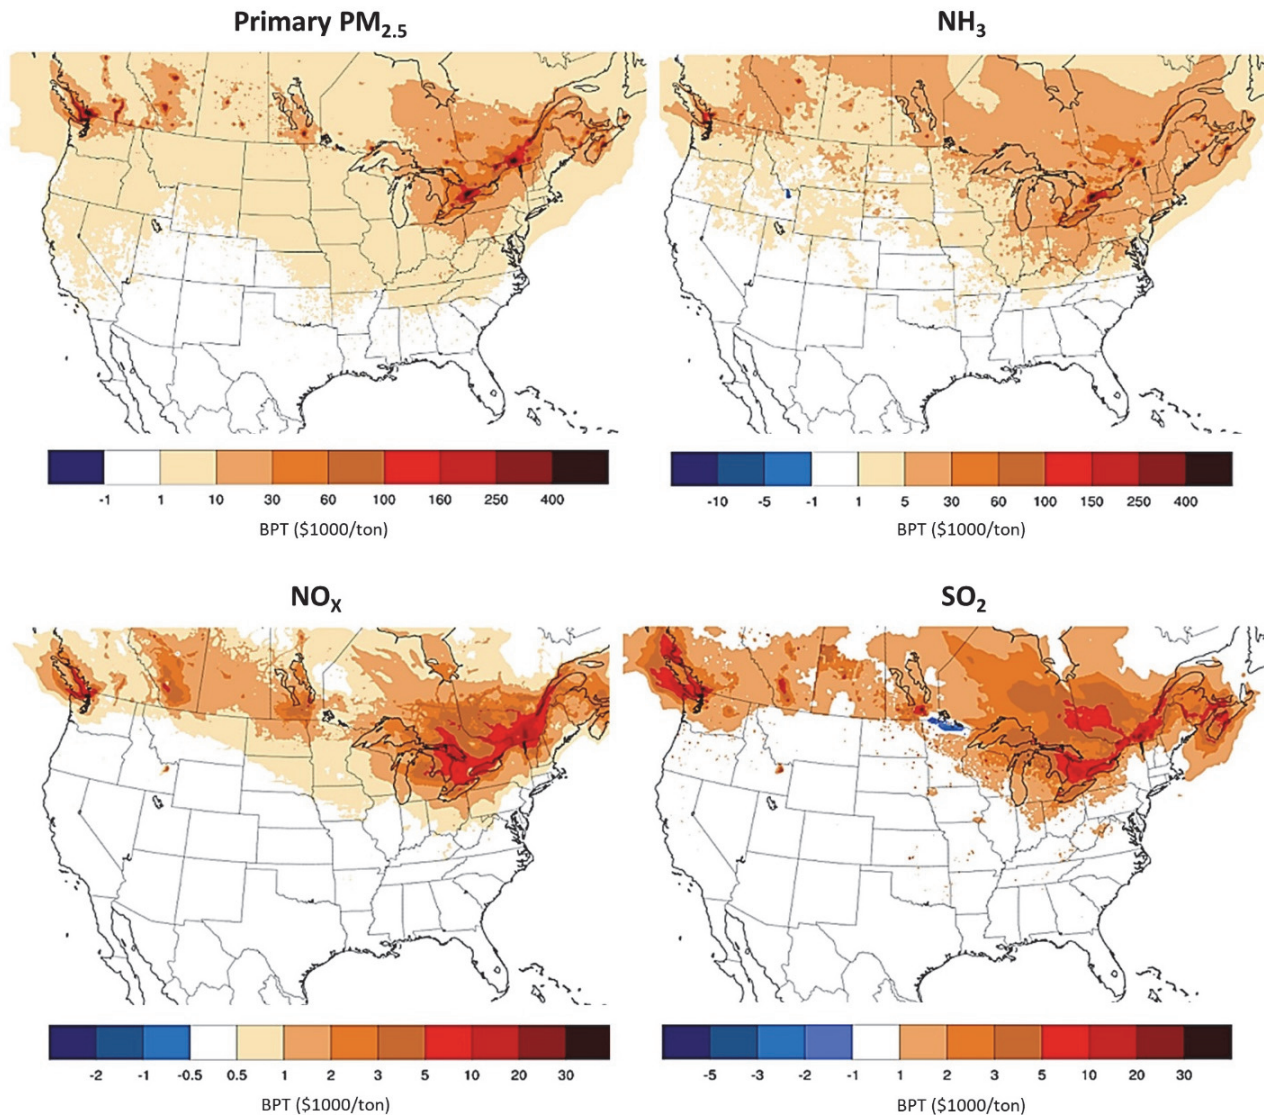 Primary PM2.5
NH3
-1 1 10 30 60 100 160 250 400
BPT ($1000/ton)
-10 -5 -1 1 5 30 60 100 150 250 400
BPT ($1000/ton)
NOX
SO2
-2 -1 -0.5 0.5 1 2 3 5 10 20 30
BPT ($1000/ton)
-5 -3 -2 -1 1 2 3 5 10 20 30
BPT ($1000/ton)